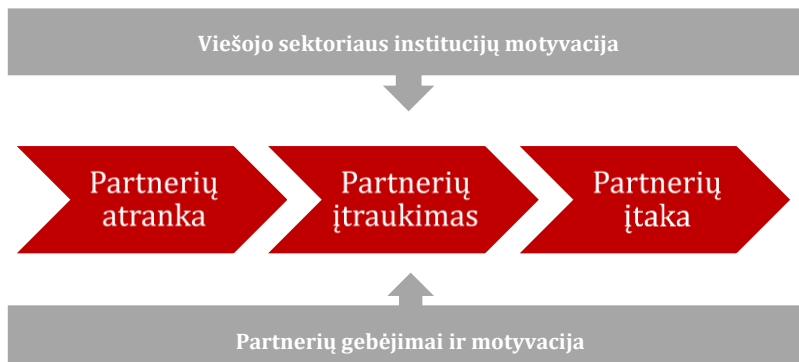 Viešojo sektoriaus institucijų motyvacija
Partnerių
atranka
Partnerių
įtraukimas
Partnerių
įtaka
Partnerių gebėjimai ir motyvacija